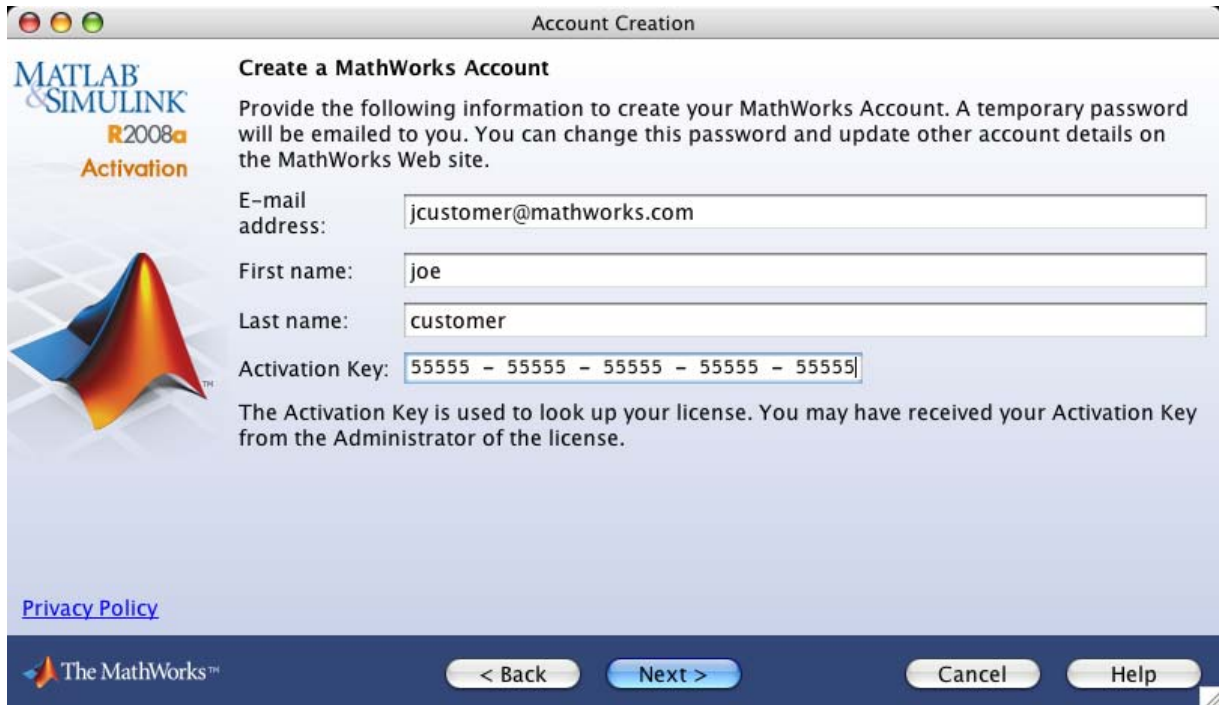 Account Creation
MATLAB
&SIMULINK®
R2008a
Activation
Create a MathWorks Account
Provide the following information to create your MathWorks Account. A temporary password
will be emailed to you. You can change this password and update other account details on
the MathWorks Web site.
E-mail
address:
jcustomer@mathworks.com
First name:
joe
Last name:
customer
Activation Key:
55555 - 55555 - 55555 - 55555 - 55555
TM
The Activation Key is used to look up your license. You may have received your Activation Key
from the Administrator of the license.
Privacy Policy
The MathWorks™
< Back
Next >
Cancel
Help